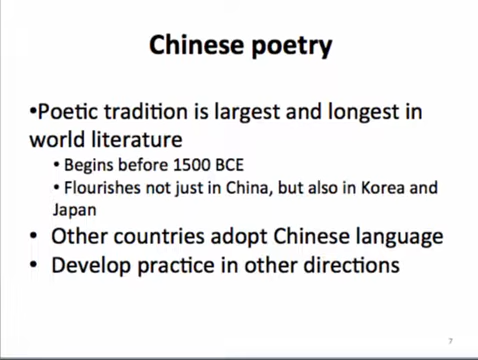 Chinese poetry
•Poetic tradition is largest and longest in
world literature
• Begins before 1500 BCE
• Flourishes not just in China, but also in Korea and
Japan
• Other countries adopt Chinese language
• Develop practice in other directions
7